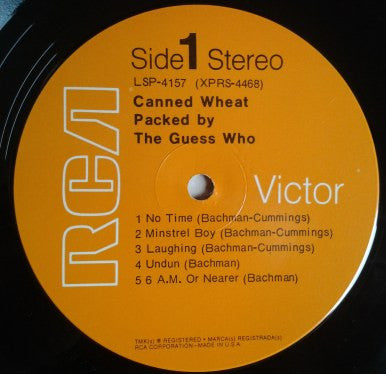 Side 1 Stereo
LSP-4157 (XPRS-4468)
Canned Wheat
Packed by
The Guess Who
RCA
Victor
1 No Time (Bachman-Cummings)
2 Minstrel Boy (Bachman-Cummings)
3 Laughing (Bachman-Cummings)
4 Undun (Bachman)
5 6 A.M. Or Nearer (Bachman)
TMK(s) ® REGISTERED • MARCA(s) REGISTRADA(s)
RCA CORPORATION–MADE IN U.S.A.